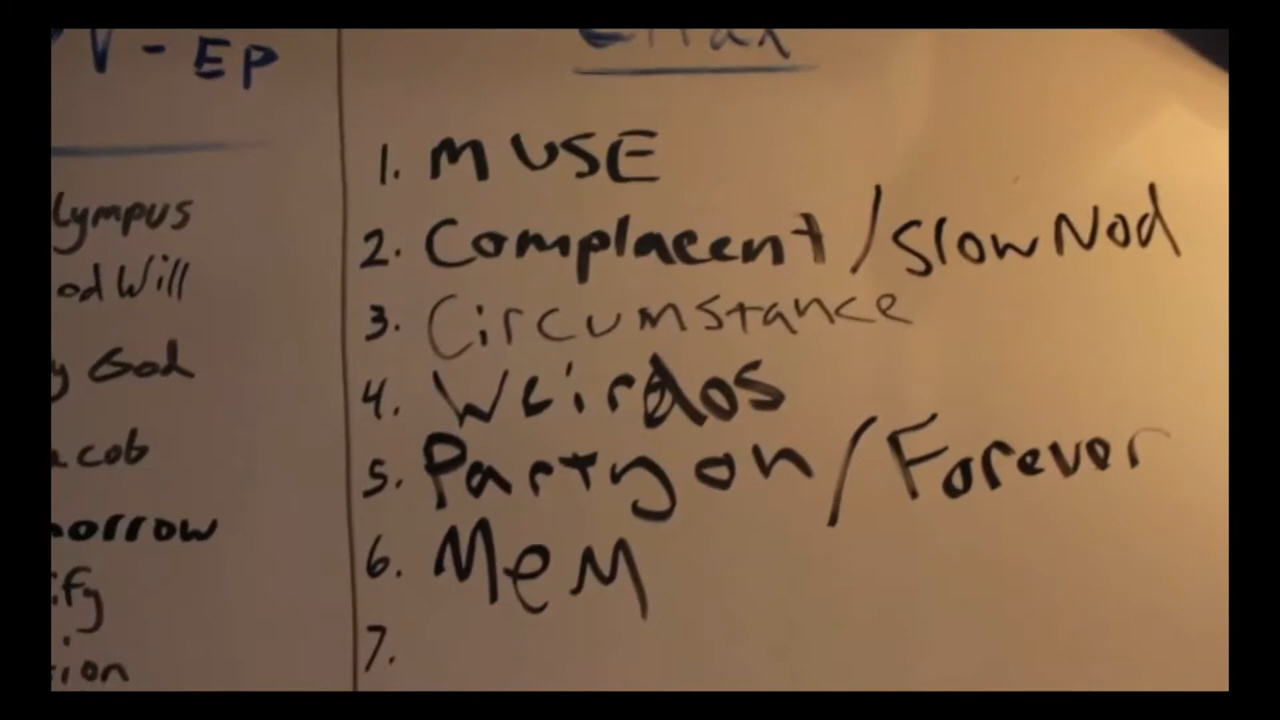 - EP
1. MUSE
2. Complacent / Slow Nod
3. Circumstance
4. Weirdos
5. Party on / Forever
6. MeM
7.
lympus
od Will
y God
cob
orrow
ify
tion